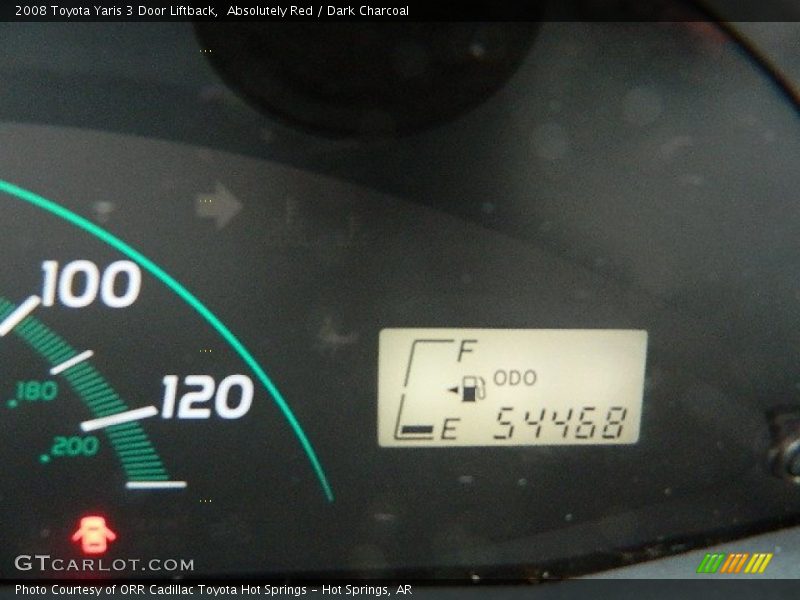 2008 Toyota Yaris 3 Door Liftback,  Absolutely Red / Dark Charcoal
100
F
ODO
180
120
E 54468
200
GTCARLOT.COM
Photo Courtesy of ORR Cadillac Toyota Hot Springs - Hot Springs, AR